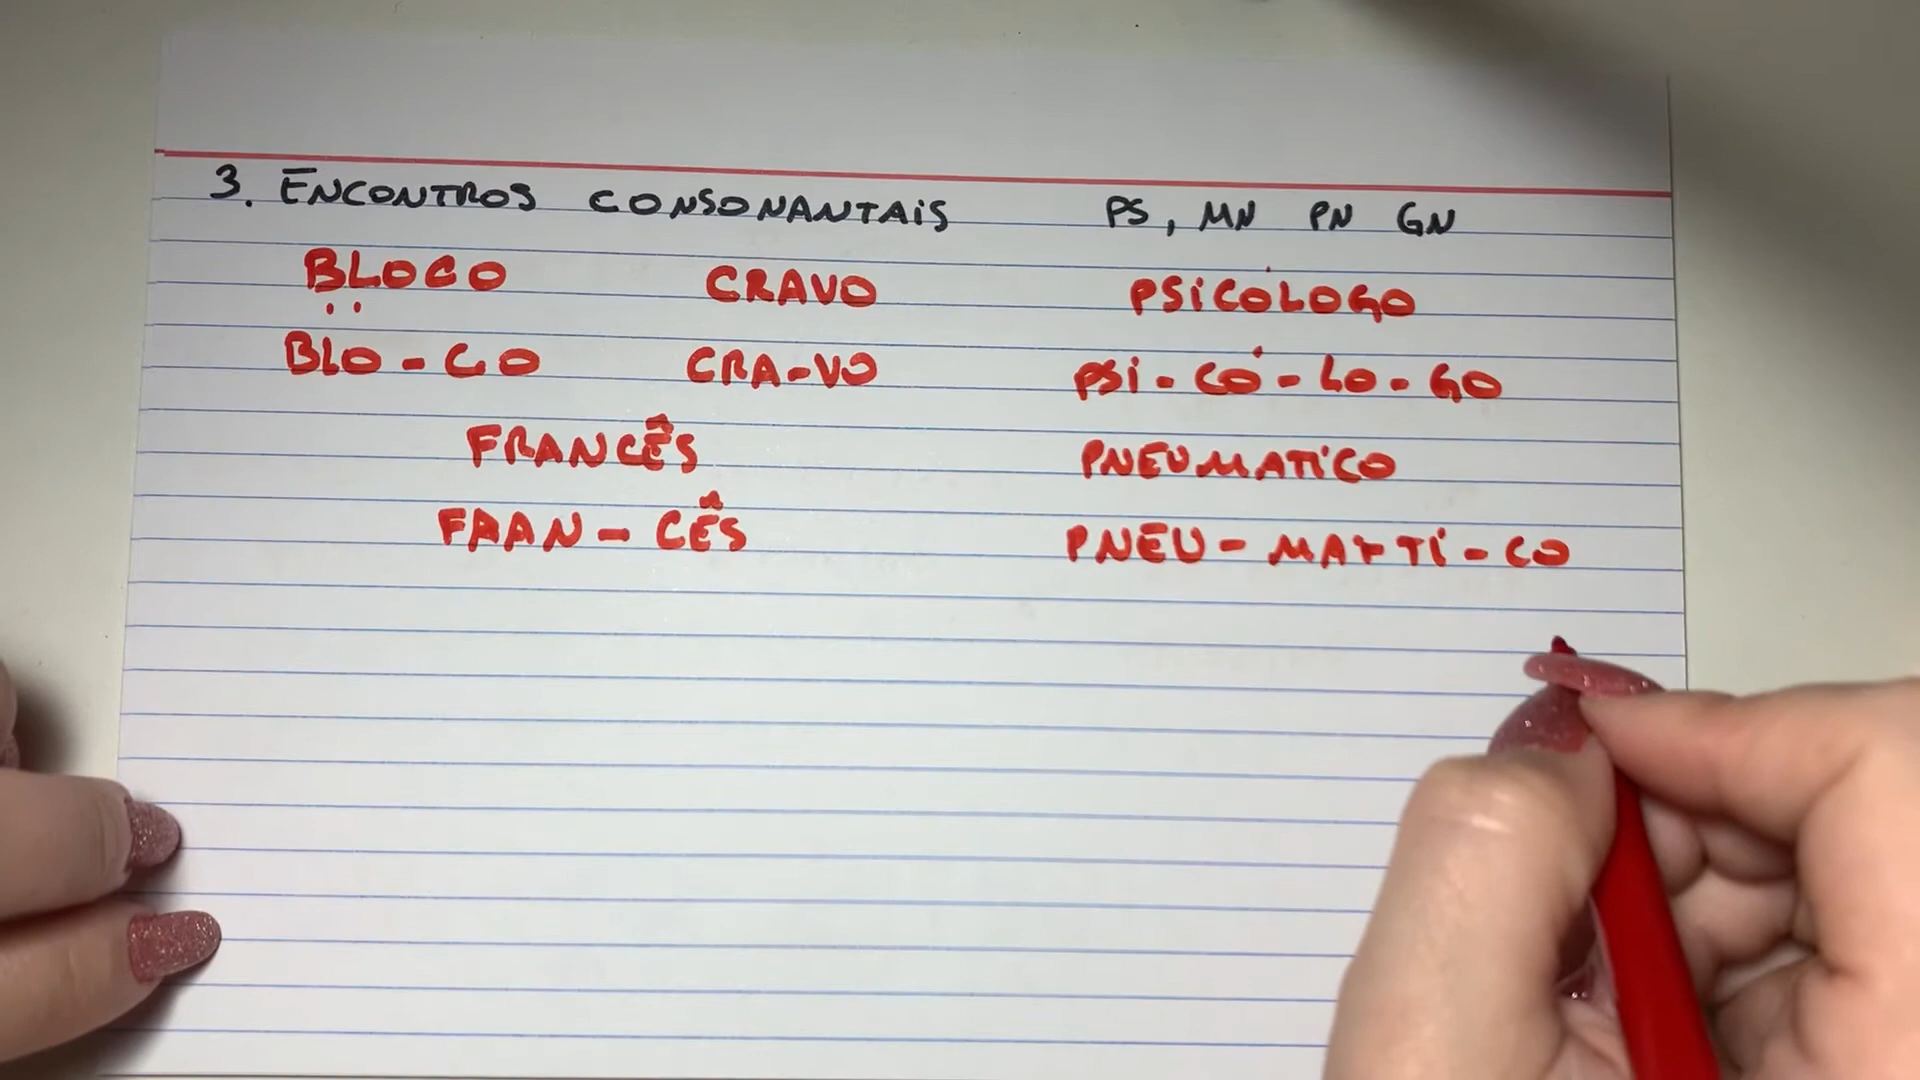 3. ENCONTROS CONSONANTAIS PS, MN PN GN
BLOCO CRAVO PSICÓLOGO
BLO - CO CRA - VO PSI - CÓ - LO - GO
FRANCÊS PNEUMATICO
FRAN - CÊS PNEU - MA - TI - CO